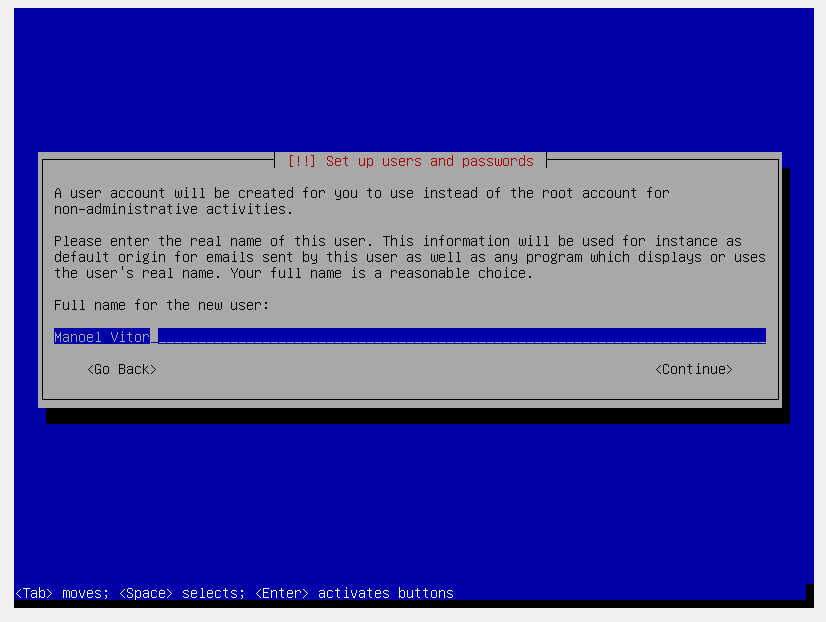 [!!] Set up users and passwords
A user account will be created for you to use instead of the root account for
non-administrative activities.
Please enter the real name of this user. This information will be used for instance as
default origin for emails sent by this user as well as any program which displays or uses
the user's real name. Your full name is a reasonable choice.
Full name for the new user:
Manoel Vitor
<Go Back> <Continue>
<Tab> moves; <Space> selects; <Enter> activates buttons